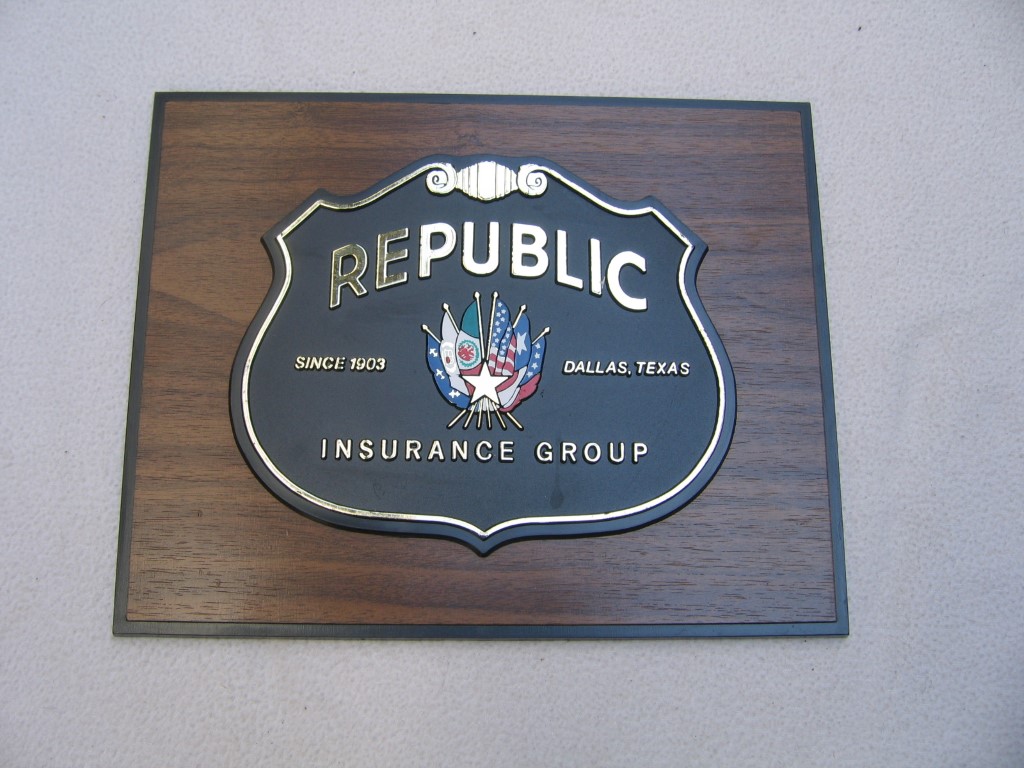 REPUBLIC
SINCE 1903
DALLAS, TEXAS
INSURANCE GROUP